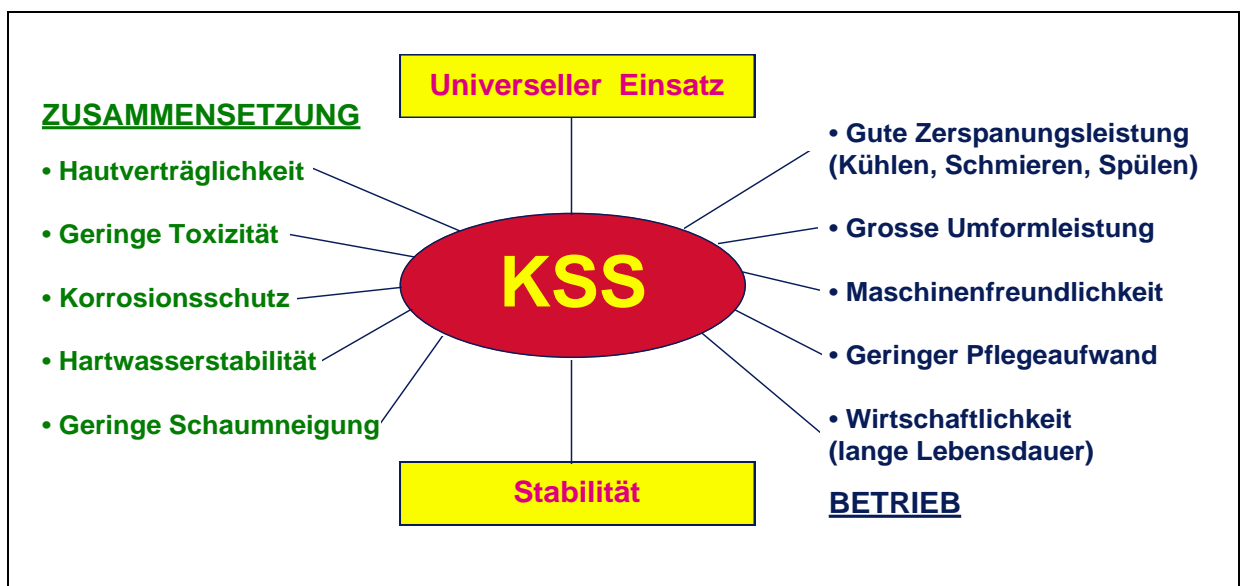 Universeller Einsatz
ZUSAMMENSETZUNG
• Hautverträglichkeit
• Geringe Toxizität
• Korrosionsschutz
• Hartwasserstabilität
• Geringe Schaumneigung
KSS
• Gute Zerspanungsleistung
(Kühlen, Schmieren, Spülen)
• Grosse Umformleistung
• Maschinenfreundlichkeit
• Geringer Pflegeaufwand
• Wirtschaftlichkeit
(lange Lebensdauer)
BETRIEB
Stabilität